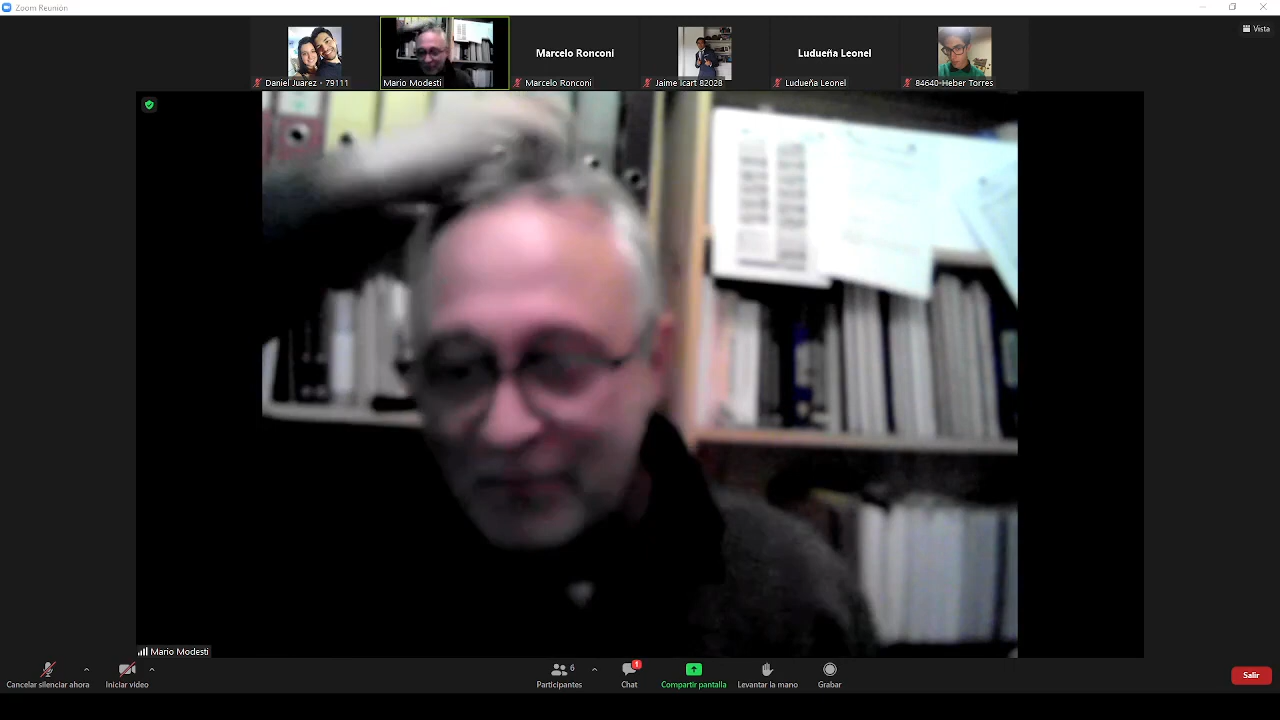 Zoom Reunión
Vista
Marcelo Ronconi
Ludueña Leonel
Daniel Juarez - 79111
Mario Modesti
Marcelo Ronconi
Jaime Icart 82028
Ludueña Leonel
84640-Heber Torres
Mario Modesti
6
1
Cancelar silenciar ahora
Iniciar video
Participantes
Chat
Compartir pantalla
Levantar la mano
Grabar
Salir